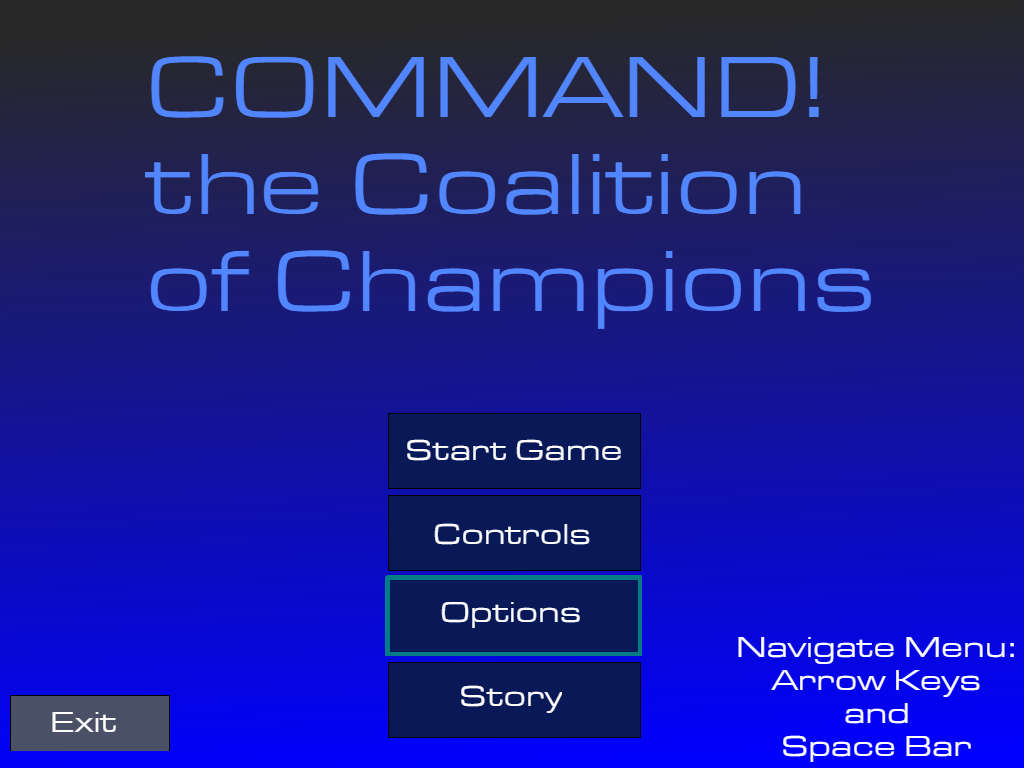 COMMAND!
the Coalition
of Champions
Start Game
Controls
Options
Story
Exit
Navigate Menu:
Arrow Keys
and
Space Bar